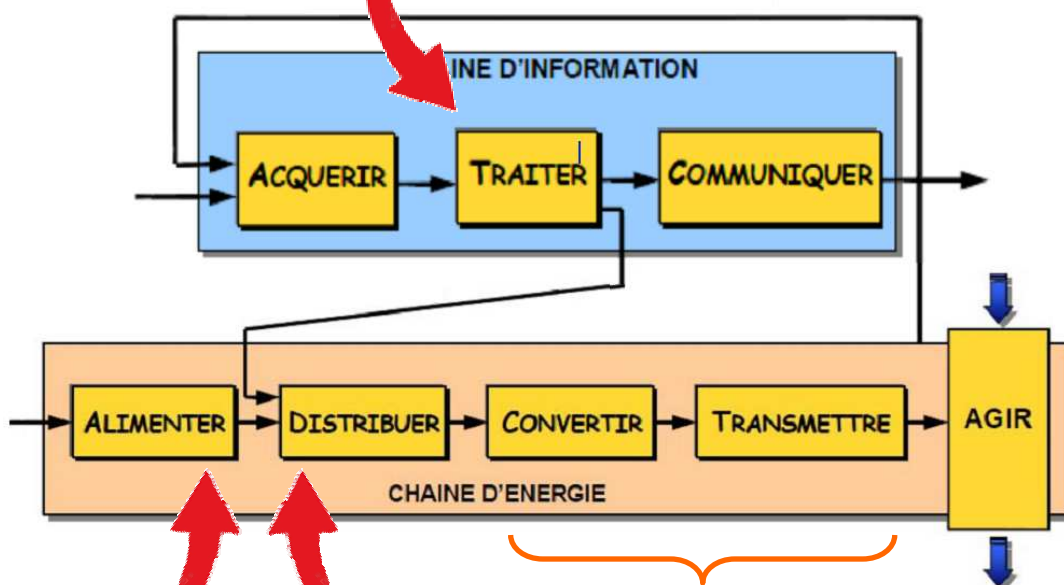 INE D'INFORMATION
ACQUERIR
TRAITER
COMMUNIQUER
ALIMENTER
DISTRIBUER
CONVERTIR
TRANSMETTRE
AGIR
CHAINE D'ENERGIE